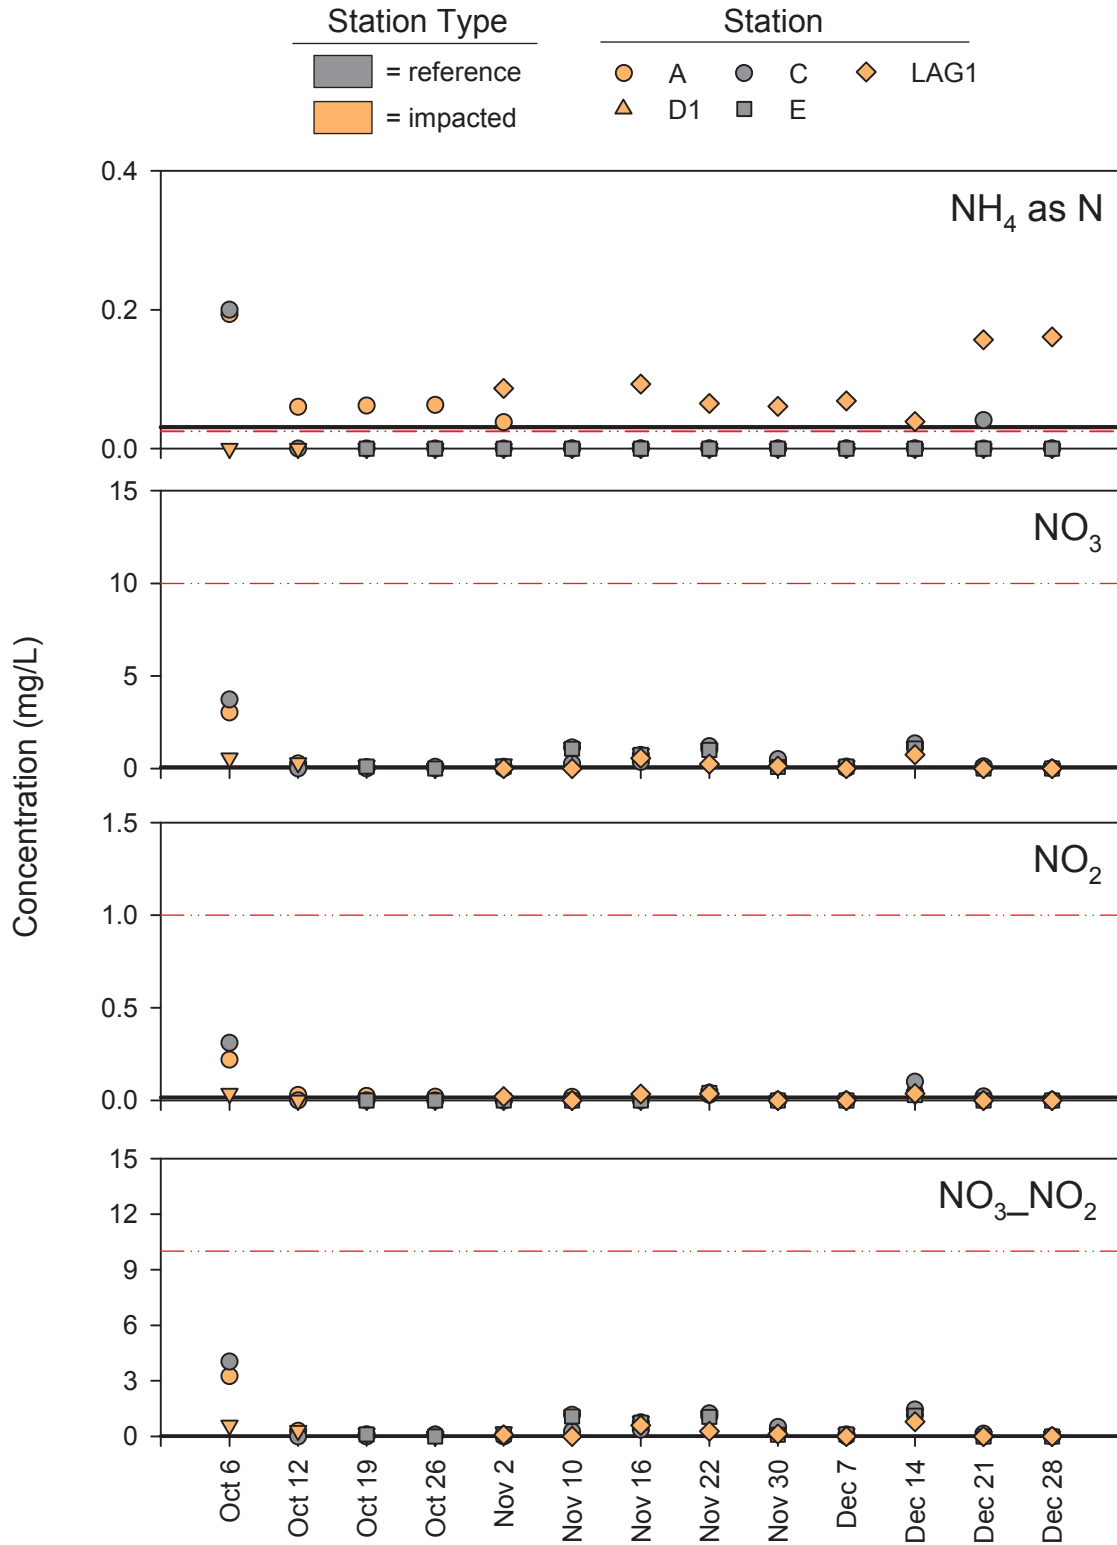 Station Type
Station
= reference
= impacted
A
C
LAG1
D1
E
0.4
0.2
0.0
NH4 as N
15
10
5
0
NO3
Concentration (mg/L)
1.5
1.0
0.5
0.0
NO2
15
12
9
6
3
0
NO3_NO2
Oct 6
Oct 12
Oct 19
Oct 26
Nov 2
Nov 10
Nov 16
Nov 22
Nov 30
Dec 7
Dec 14
Dec 21
Dec 28